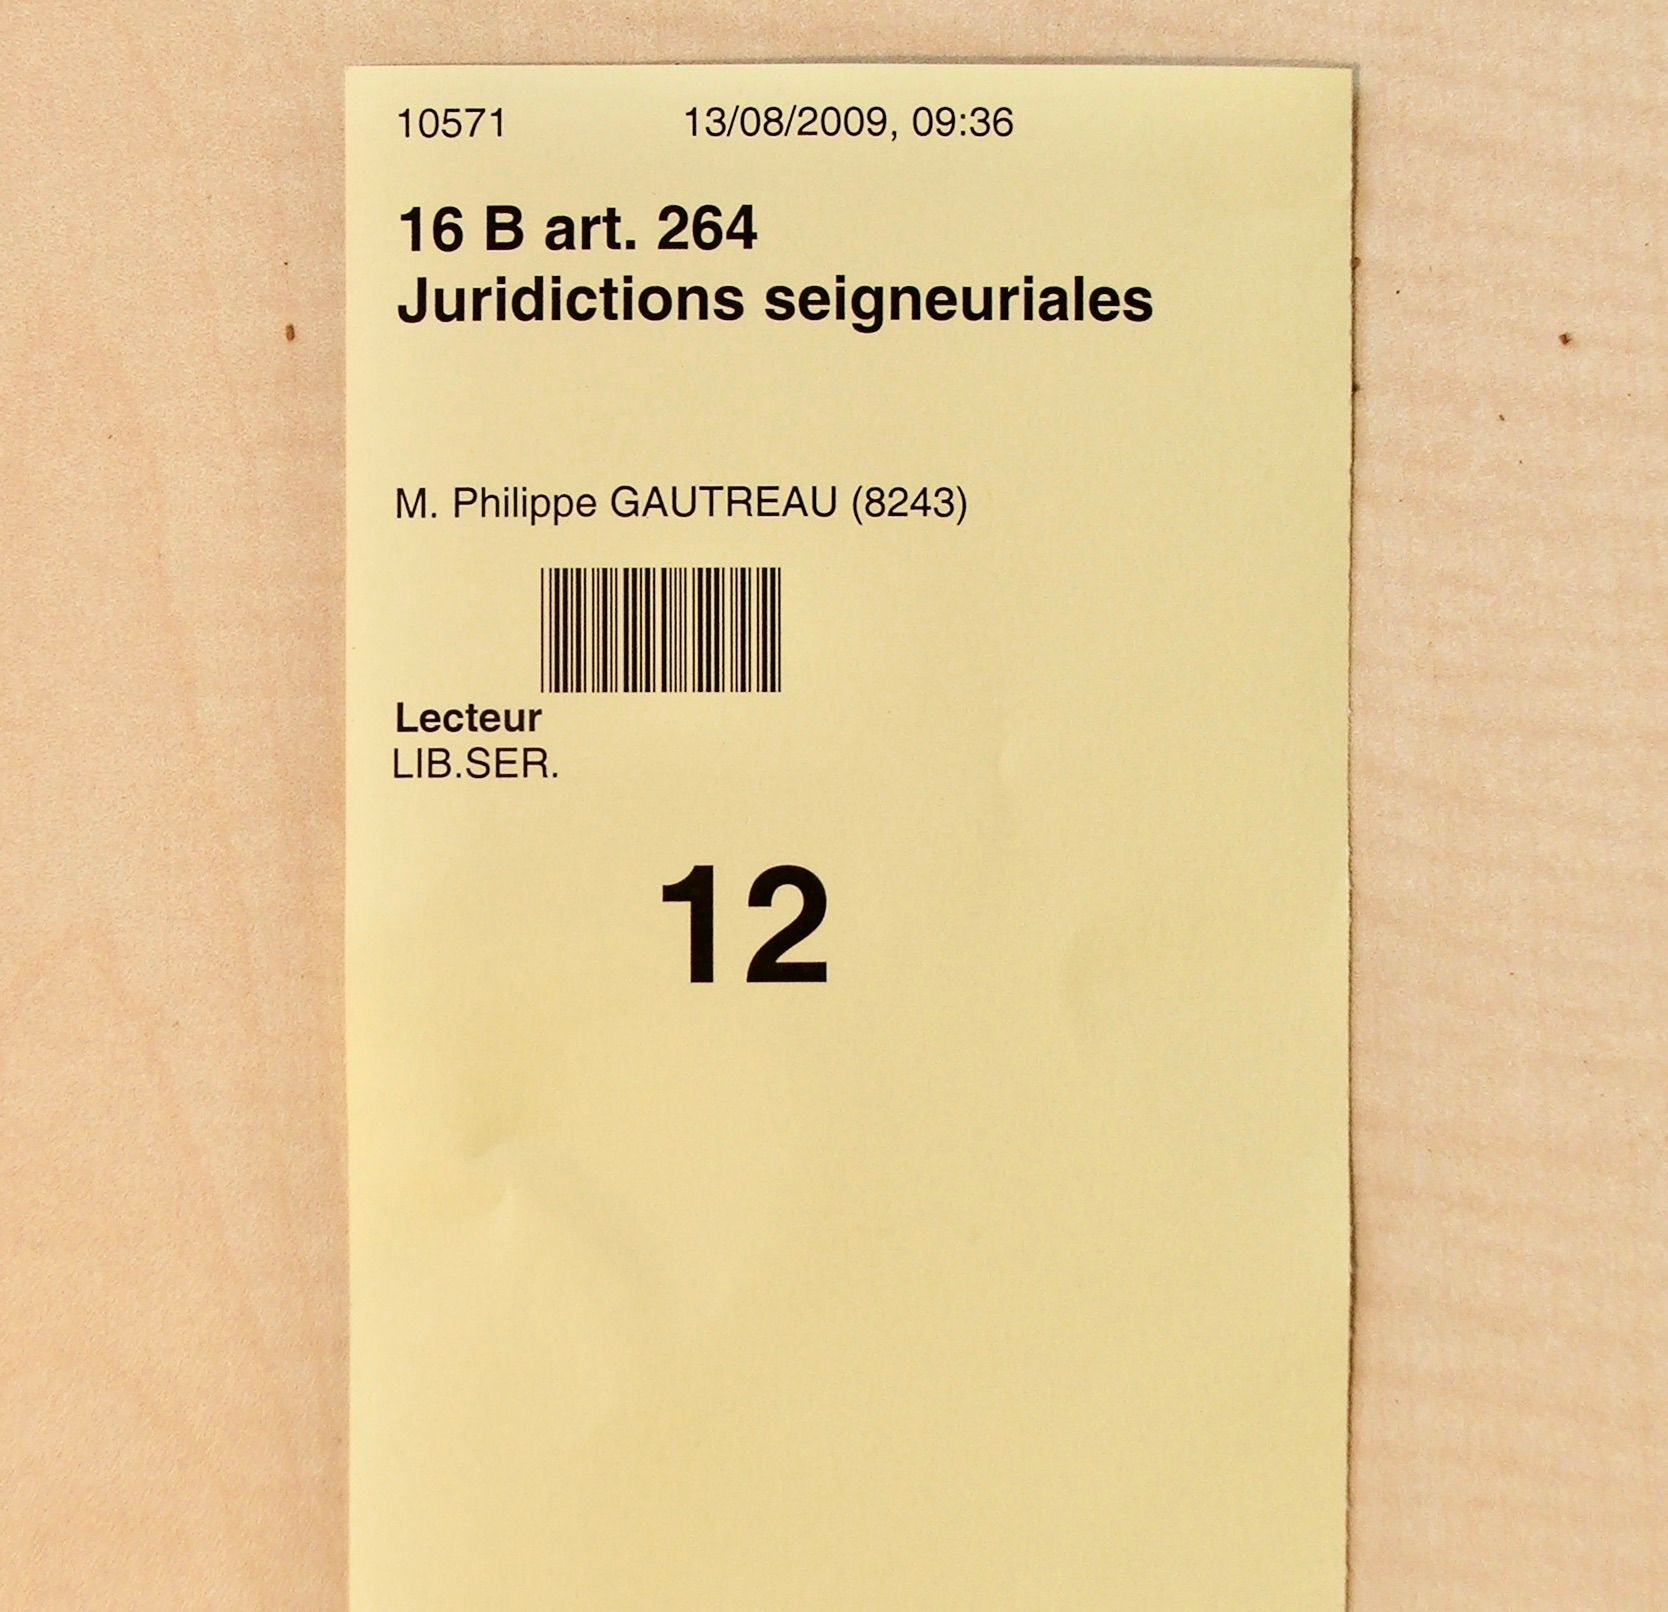 10571 13/08/2009, 09:36
16 B art. 264
Juridictions seigneuriales
M. Philippe GAUTREAU (8243)
Lecteur
LIB.SER.
12